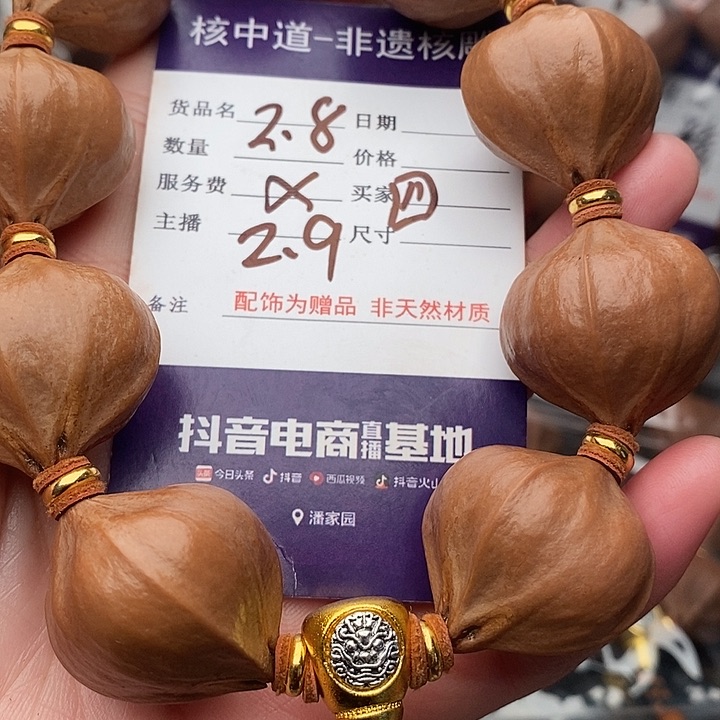 核中道-非遗核雕
货品名 2.8 日期
数量 价格
服务费 买家 四
主播 2.9 尺寸
备注 配饰为赠品 非天然材质
抖音电商直播基地
头条 今日头条 抖音 西瓜视频 抖音火山
潘家园